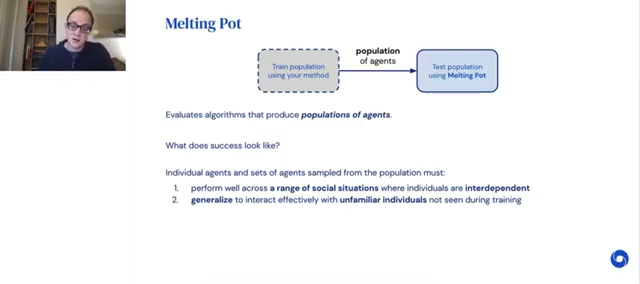 Melting Pot
population
of agents
Train population
using your method
Test population
using Melting Pot
Evaluates algorithms that produce populations of agents.
What does success look like?
Individual agents and sets of agents sampled from the population must:
1. perform well across a range of social situations where individuals are interdependent
2. generalize to interact effectively with unfamiliar individuals not seen during training